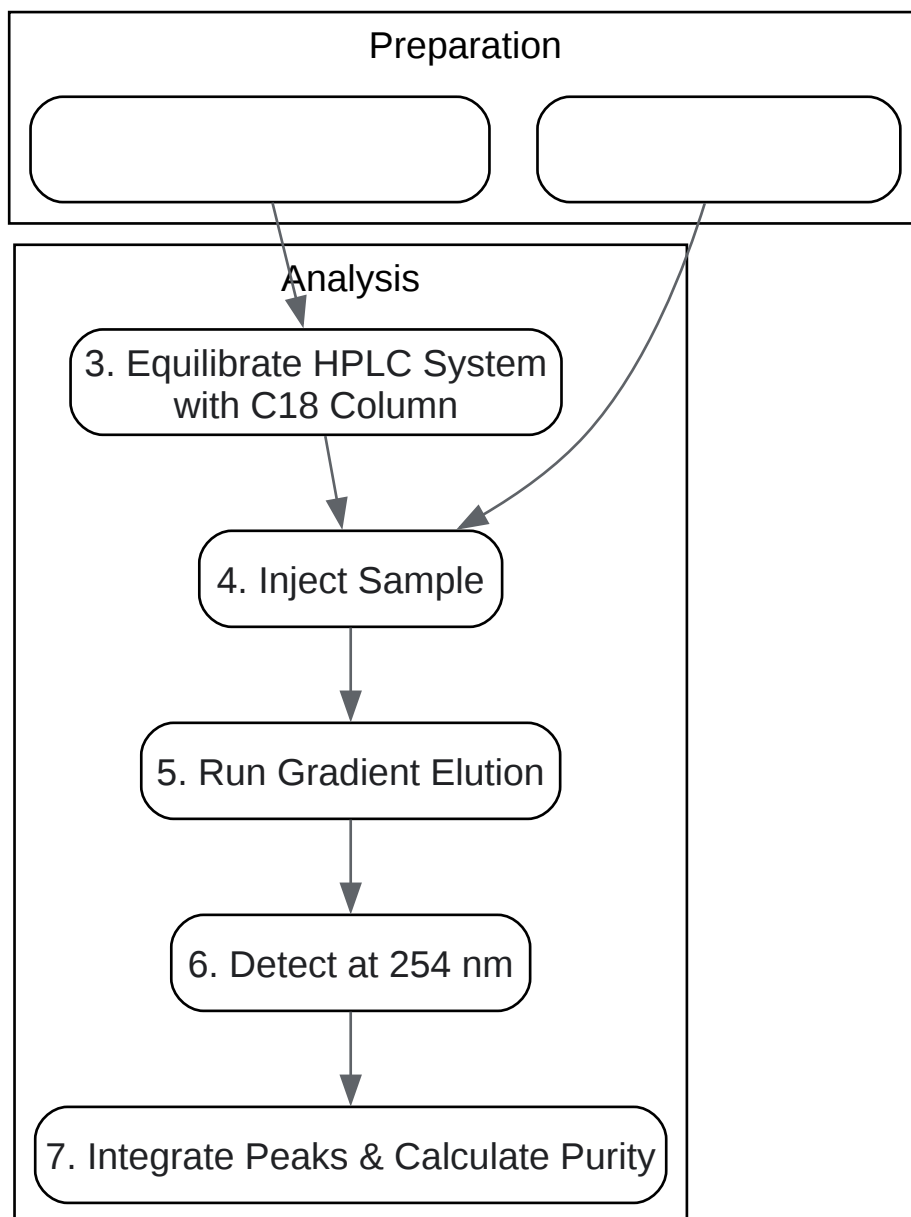 Preparation
Analysis
3. Equilibrate HPLC System
with C18 Column
4. Inject Sample
5. Run Gradient Elution
6. Detect at 254 nm
7. Integrate Peaks & Calculate Purity